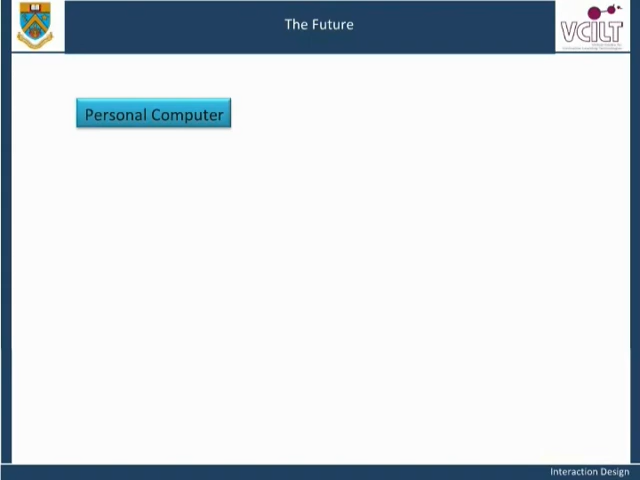 The Future
VCILT
Personal Computer
Interaction Design